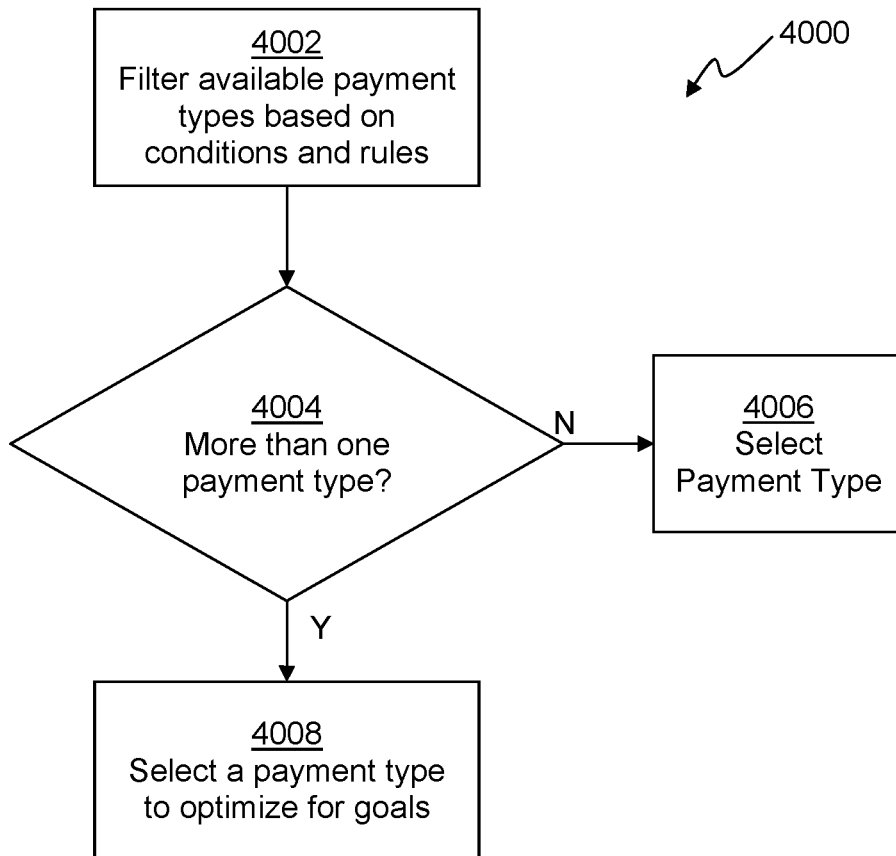 4000
4002
Filter available payment
types based on
conditions and rules
4004
More than one
payment type?
N
4006
Select
Payment Type
Y
4008
Select a payment type
to optimize for goals